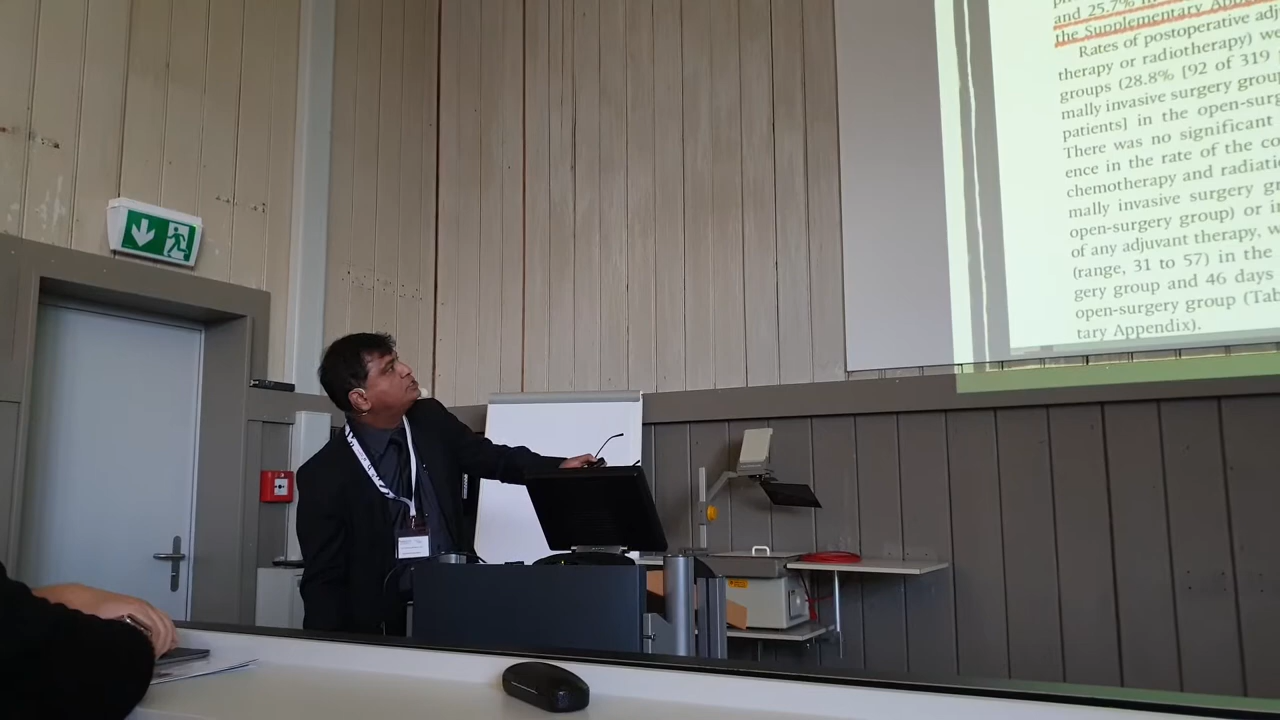 and 25.7%
the Supplementary
Rates of postoperative adj
therapy or radiotherapy) we
groups (28.8% [92 of 319
mally invasive surgery grou
patients] in the open-surg
There was no significant
ence in the rate of the co
chemotherapy and radiati
mally invasive surgery gr
open-surgery group) or i
of any adjuvant therapy, w
(range, 31 to 57) in the
gery group and 46 days
open-surgery group (Tab
tary Appendix).